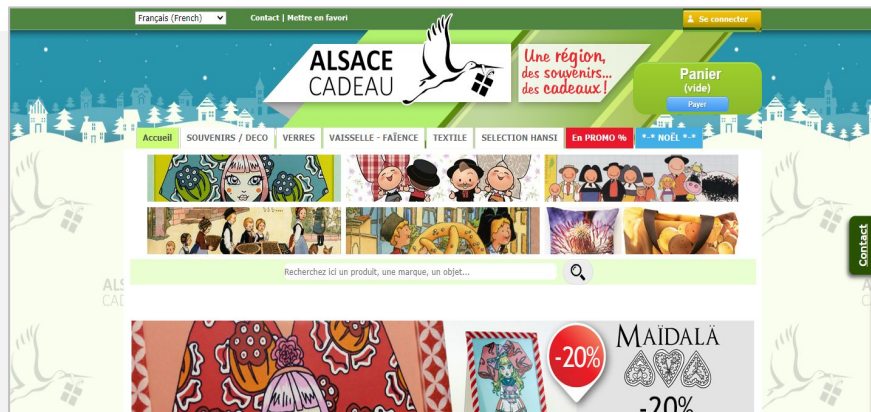 Français (French)
Contact | Mettre en favori
Se connecter
ALSACE
CADEAU
Une région,
des souvenirs...
des cadeaux!
Panier
(vide)
Payer
Accueil
SOUVENIRS / DECO
VERRES
VAISSELLE - FAÏENCE
TEXTILE
SELECTION HANSI
En PROMO %
*-* NOËL *-*
Recherchez ici un produit, une marque, un objet...
Contact
-20%
MAÏDALÄ
-20%